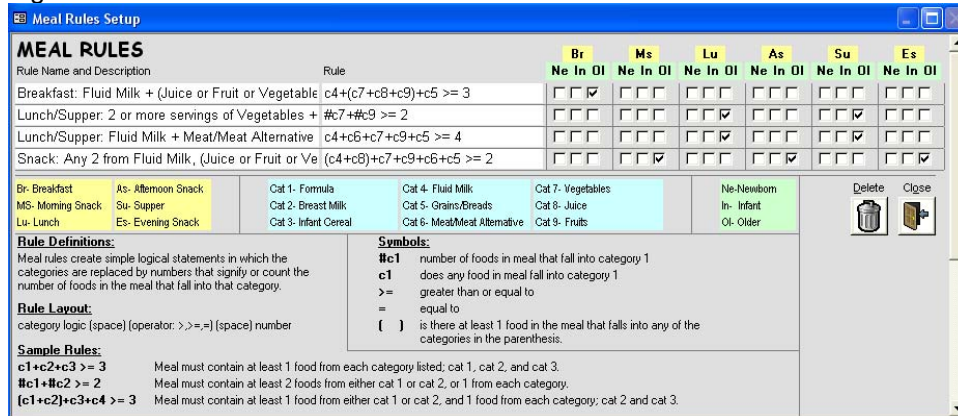 Meal Rules Setup
MEAL RULES
Br Ms Lu As Su Es
Rule Name and Description Rule Ne In Ol Ne In Ol Ne In Ol Ne In Ol Ne In Ol Ne In Ol
Breakfast: Fluid Milk + (Juice or Fruit or Vegetable c4+(c7+c8+c9)+c5 >= 3
Lunch/Supper: 2 or more servings of Vegetables + #c7+#c9 >= 2
Lunch/Supper: Fluid Milk + Meat/Meat Alternative c4+c6+c7+c9+c5 >= 4
Snack: Any 2 from Fluid Milk, (Juice or Fruit or Ve (c4+c8)+c7+c9+c6+c5 >= 2
Br- Breakfast As- Afternoon Snack Cat 1- Formula Cat 4- Fluid Milk Cat 7- Vegetables Ne-Newborn Delete Close
MS- Morning Snack Su- Supper Cat 2- Breast Milk Cat 5- Grains/Breads Cat 8- Juice In- Infant
Lu- Lunch Es- Evening Snack Cat 3- Infant Cereal Cat 6- Meat/Meat Alternative Cat 9- Fruits Ol- Older
Rule Definitions:
Meal rules create simple logical statements in which the
categories are replaced by numbers that signify or count the
number of foods in the meal that fall into that category.
Rule Layout:
category logic (space) (operator: >,>=,=) (space) number
Symbols:
#c1 number of foods in meal that fall into category 1
c1 does any food in meal fall into category 1
>= greater than or equal to
= equal to
( ) is there at least 1 food in the meal that falls into any of the
categories in the parenthesis.
Sample Rules:
c1+c2+c3 >= 3 Meal must contain at least 1 food from each category listed; cat 1, cat 2, and cat 3.
#c1+#c2 >= 2 Meal must contain at least 2 foods from either cat 1 or cat 2, or 1 from each category.
(c1+c2)+c3+c4 >= 3 Meal must contain at least 1 food from either cat 1 or cat 2, and 1 food from each category; cat 2 and cat 3.